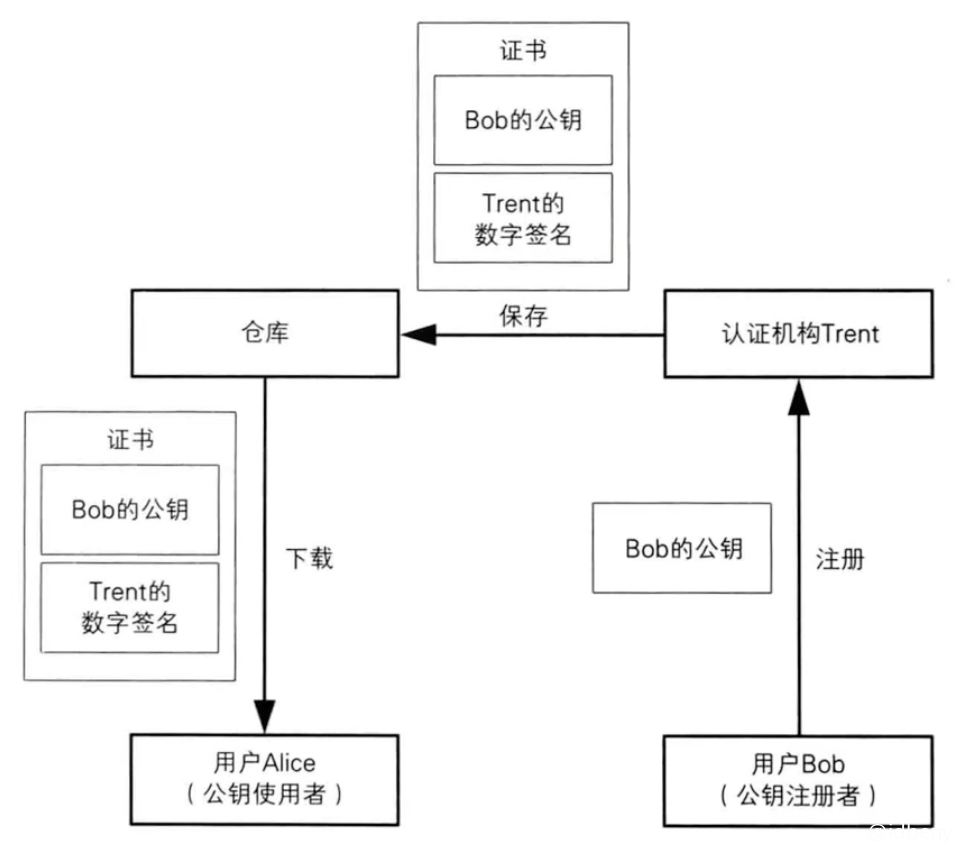 证书
Bob的公钥
Trent的
数字签名
仓库
保存
认证机构Trent
证书
Bob的公钥
Trent的
数字签名
下载
Bob的公钥
注册
用户Alice
（公钥使用者）
用户Bob
（公钥注册者）